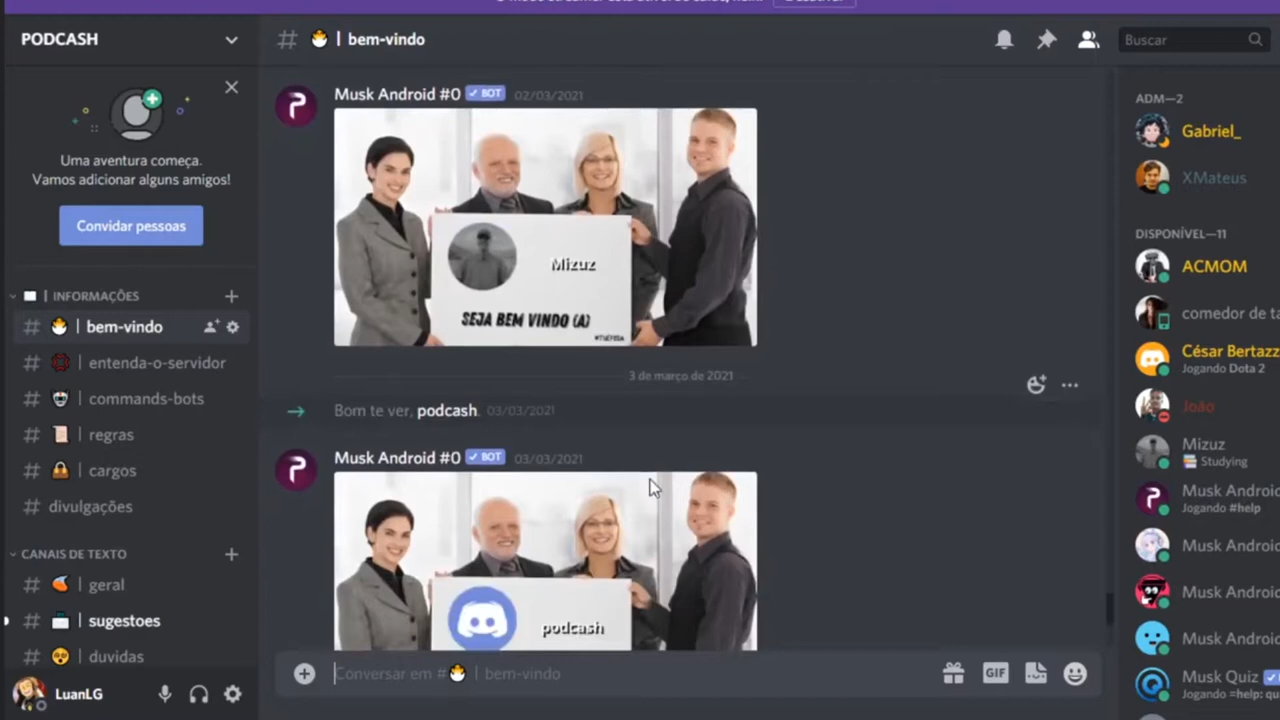 PODCASH
| bem-vindo
Buscar
Uma aventura começa.
Vamos adicionar alguns amigos!
Convidar pessoas
| INFORMAÇÕES
# | bem-vindo
# | entenda-o-servidor
# | commands-bots
# | regras
# | cargos
# divulgações
CANAIS DE TEXTO
# | geral
# | sugestoes
# | duvidas
LuanLG
Musk Android #0 BOT 02/03/2021
Mizuz
SEJA BEM VINDO (A)
3 de março de 2021
Bom te ver, podcash. 03/03/2021
Musk Android #0 BOT 03/03/2021
podcash
Conversar em # | bem-vindo
GIF
ADM—2
Gabriel_
XMateus
DISPONÍVEL—11
ACMOM
comedor de ta
César Bertazz
Jogando Dota 2
João
Mizuz
Studying
Musk Androi
Jogando #help
Musk Androi
Musk Androi
Musk Androi
Musk Quiz
Jogando =help: qu